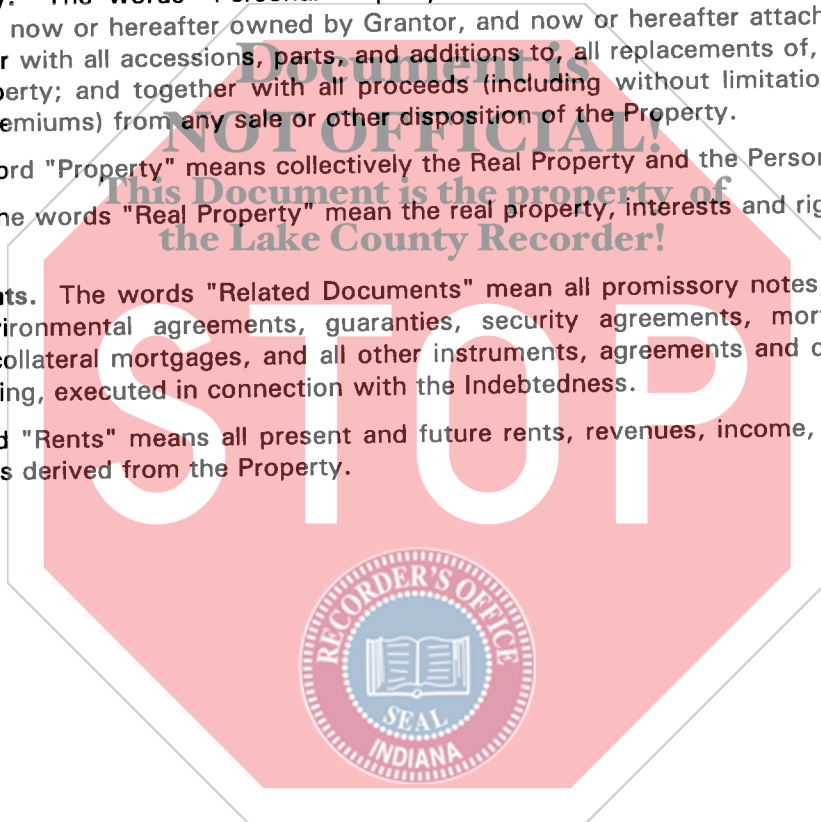 now or hereafter owned by Grantor, and now or hereafter attach
r with all accessions, parts, and additions to, all replacements of,
erty; and together with all proceeds (including without limitatio
emiums) from any sale or other disposition of the Property.
ord "Property" means collectively the Real Property and the Person
he words "Real Property" mean the real property, interests and rig
ts. The words "Related Documents" mean all promissory notes,
ironmental agreements, guaranties, security agreements, mor
collateral mortgages, and all other instruments, agreements and
ing, executed in connection with the Indebtedness.
"Rents" means all present and future rents, revenues, income,
s derived from the Property.
Document is
NOT OFFICIAL!
This Document is the property of
the Lake County Recorder!
STOP
RECORDER'S OFFICE
SEAL
INDIANA